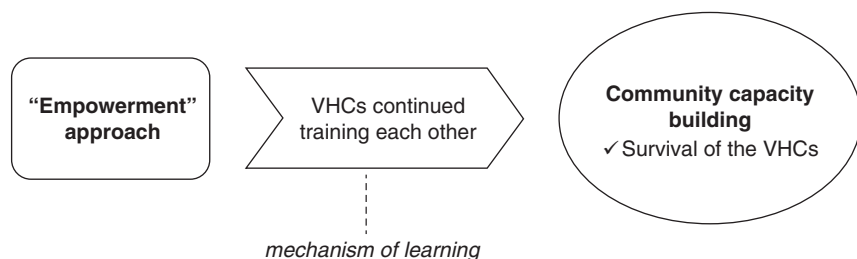 “Empowerment”
approach
VHCs continued
training each other
Community capacity
building
✓ Survival of the VHCs
mechanism of learning